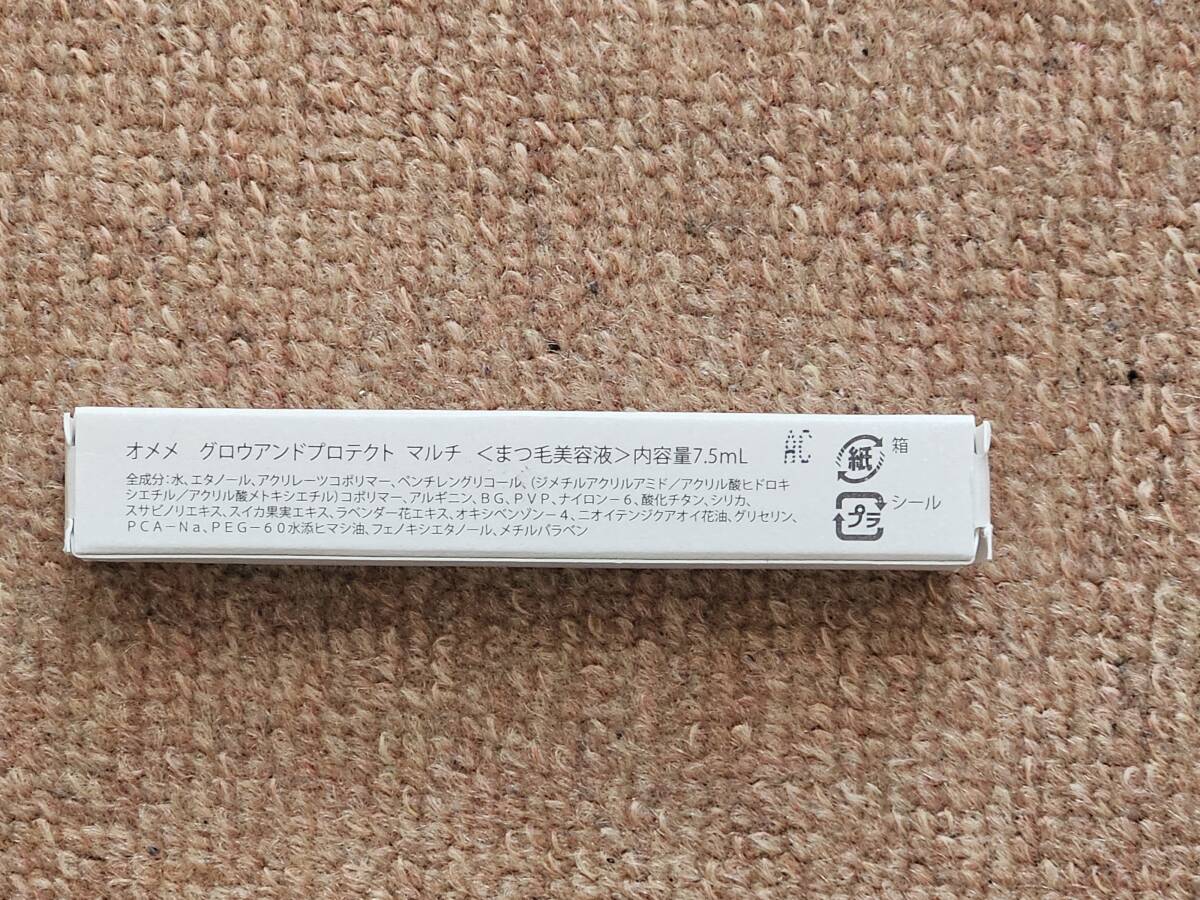 オメメ グロウアンドプロテクト マルチ <まつ毛美容液>内容量7.5mL
全成分:水、エタノール、アクリレーツコポリマー、ペンチレングリコール、(ジメチルアクリルアミド/アクリル酸ヒドロキ
シエチル/アクリル酸メトキシエチル)コポリマー、アルギニン、BG、PVP、ナイロン−6、酸化チタン、シリカ、
スサビノリエキス、スイカ果実エキス、ラベンダー花エキス、オキシベンゾン−4、ニオイテンジクアオイ花油、グリセリン、
PCA−Na、PEG−60水添ヒマシ油、フェノキシエタノール、メチルパラベン
AC
紙 箱
プラ シール